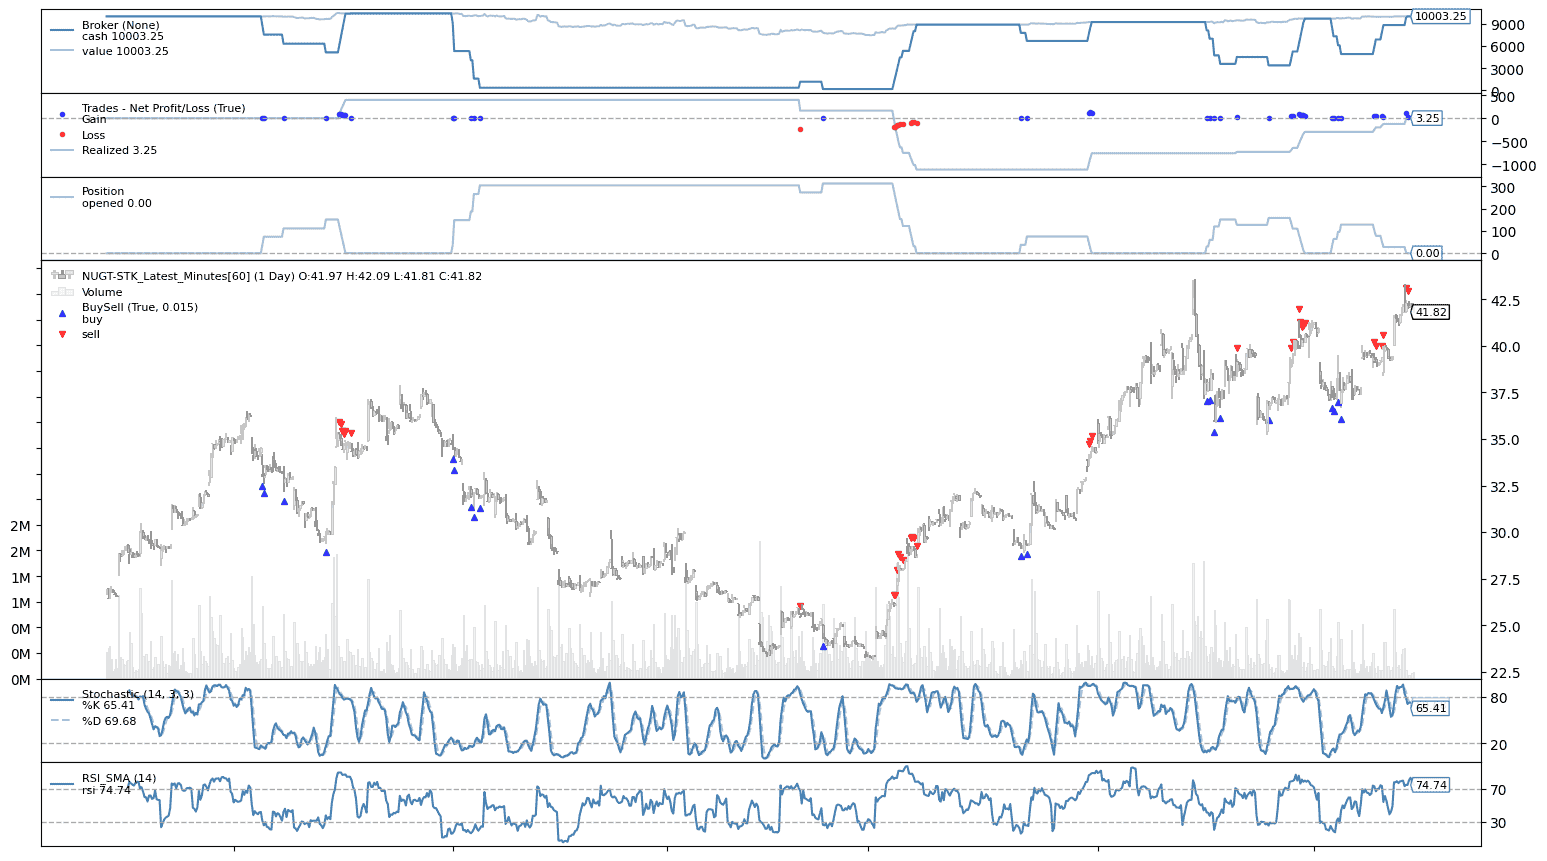 Broker (None)
cash 10003.25
value 10003.25
10003.25
9000
6000
3000
0
Trades - Net Profit/Loss (True)
Gain
Loss
Realized 3.25
500
0
3.25
−500
−1000
Position
opened 0.00
300
200
100
0
0.00
NUGT-STK_Latest_Minutes[60] (1 Day) O:41.97 H:42.09 L:41.81 C:41.82
Volume
BuySell (True, 0.015)
buy
sell
42.5
41.82
40.0
37.5
35.0
32.5
30.0
27.5
25.0
22.5
2M
2M
1M
1M
0M
0M
0M
Stochastic (14, 3, 3)
%K 65.41
%D 69.68
80
65.41
20
RSI_SMA (14)
rsi 74.74
74.74
70
30